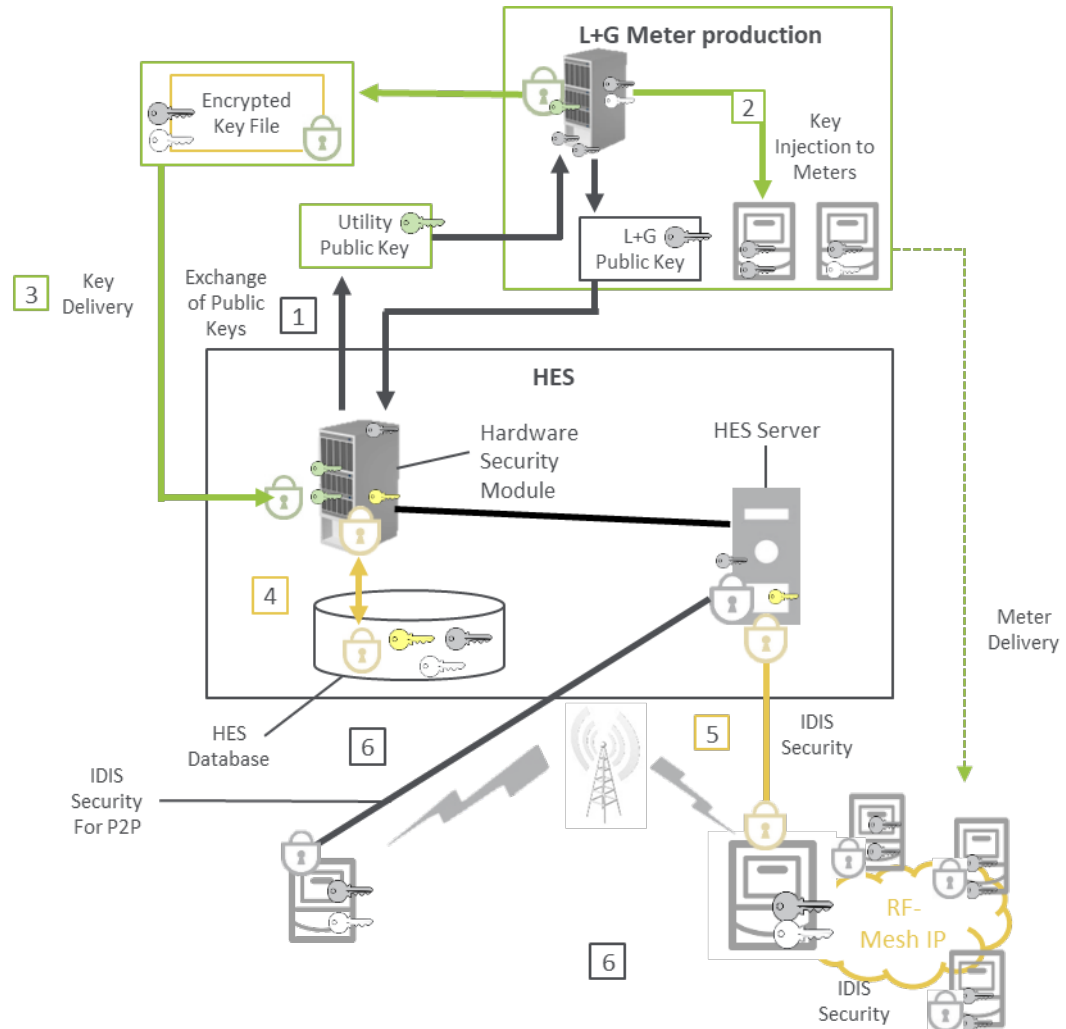 L+G Meter production
Encrypted
Key File
2
Key
Injection to
Meters
Utility
Public Key
L+G
Public Key
3
Key
Delivery
Exchange
of Public
Keys
1
HES
Hardware
Security
Module
HES Server
4
Meter
Delivery
HES
Database
6
5
IDIS
Security
IDIS
Security
For P2P
RF-
Mesh IP
6
IDIS
Security